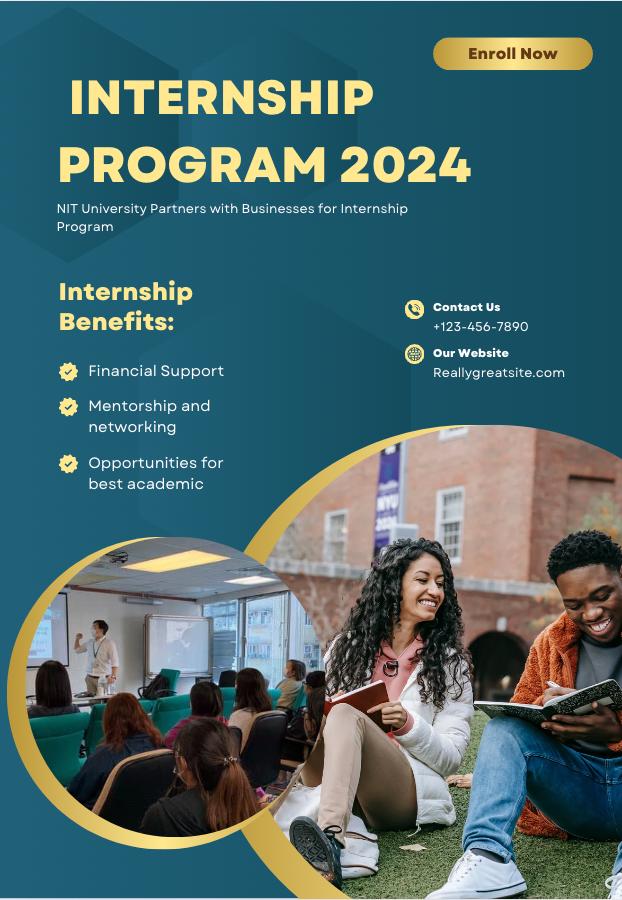 Enroll Now
INTERNSHIP
PROGRAM 2024
NIT University Partners with Businesses for Internship
Program
Internship
Benefits:
Financial Support
Mentorship and
networking
Opportunities for
best academic
Contact Us
+123-456-7890
Our Website
Reallygreatsite.com
NYU